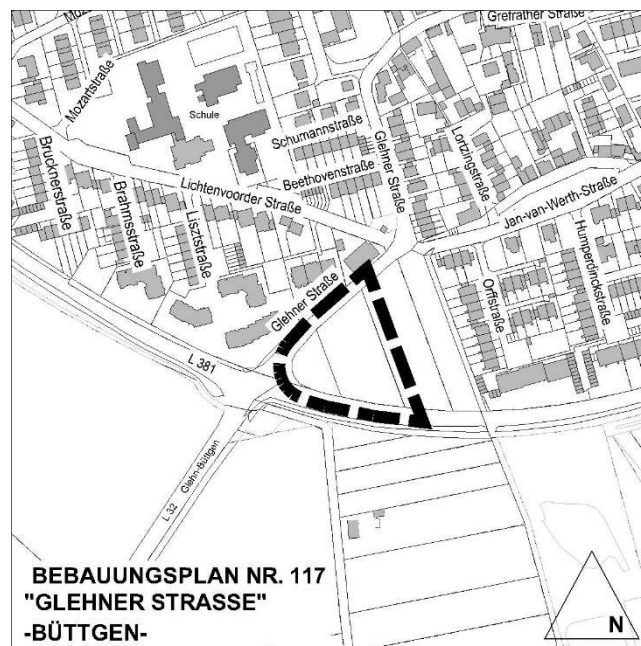 Grefrather Straße
Mozartstraße
Schule
Schumannstraße
Glehner Straße
Lortzingstraße
Beethovenstraße
Brucknerstraße
Brahmsstraße
Lisztstraße
Lichtenvoorder Straße
Jan-van-Werth-Straße
Humperdinckstraße
Orffstraße
Glehner Straße
L 381
L 32
Glehn-Büttgen
BEBAUUNGSPLAN NR. 117
"GLEHNER STRASSE"
-BÜTTGEN-
N